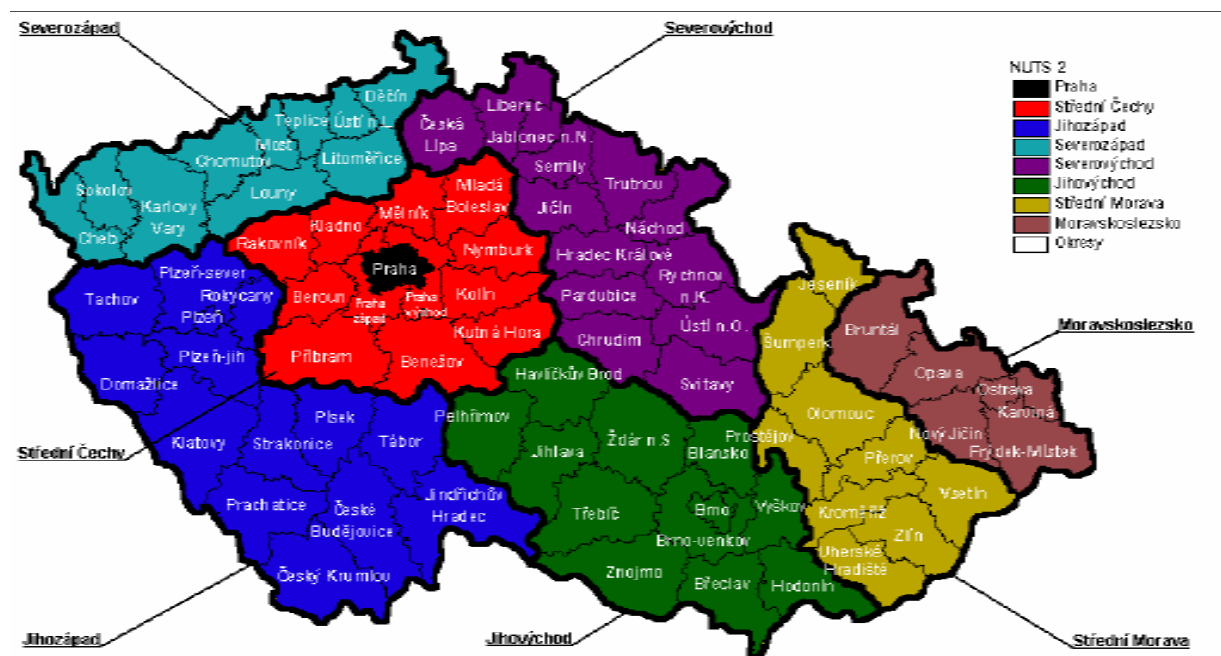 Severozápad
Severovýchod
NUTS 2
Praha
Střední Čechy
Jihozápad
Severozápad
Severovýchod
Jihovýchod
Střední Morava
Moravskoslezsko
Okresy
Děčín
Teplice
Ústí n.L.
Most
Chomutov
Litoměřice
Louny
Sokolov
Karlovy
Vary
Cheb
Česká
Lípa
Liberec
Jablonec n.N.
Semily
Trutnov
Jičín
Náchod
Hradec Králové
Rychnov
n.K.
Pardubice
Ústí n.O.
Chrudim
Svitavy
Mladá
Boleslav
Mělník
Kladno
Rakovník
Nymburk
Praha
Beroun
Praha
západ
Praha
východ
Kolín
Kutná Hora
Příbram
Benešov
Plzeň-sever
Tachov
Rokycany
Plzeň
Plzeň-jih
Domažlice
Klatovy
Písek
Strakonice
Tábor
Prachatice
České
Budějovice
Jindřichův
Hradec
Český Krumlov
Havlíčkův Brod
Pelhřimov
Jihlava
Žďár n.S
Blansko
Třebíč
Brno
Vyškov
Brno-venkov
Znojmo
Břeclav
Hodonín
Jeseník
Šumperk
Olomouc
Prostějov
Přerov
Kroměříž
Vsetín
Zlín
Uherské
Hradiště
Bruntál
Opava
Ostrava
Karviná
Nový Jičín
Frýdek-Místek
Moravskoslezsko
Střední Čechy
Jihozápad
Jihovýchod
Střední Morava